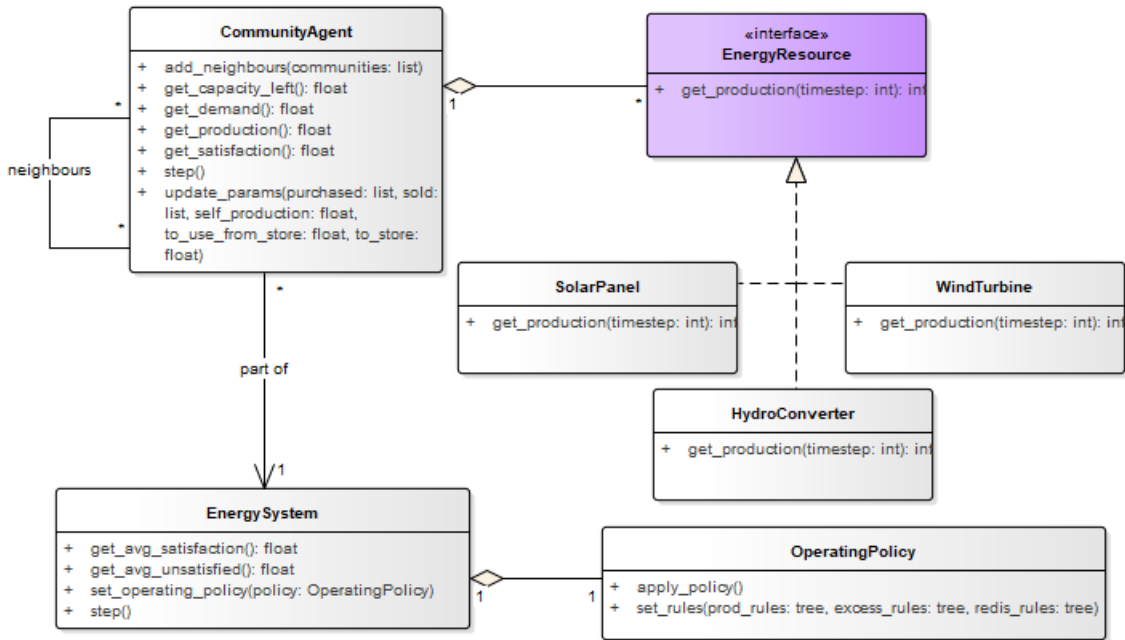 CommunityAgent
+ add_neighbours(communities: list)
+ get_capacity_left(): float
+ get_demand(): float
+ get_production(): float
+ get_satisfaction(): float
+ step()
+ update_params(purchased: list, sold:
list, self_production: float,
to_use_from_store: float, to_store:
float)
*
neighbours
*
1
*
«interface»
EnergyResource
+ get_production(timestep: int): int
SolarPanel
+ get_production(timestep: int): int
WindTurbine
+ get_production(timestep: int): int
HydroConverter
+ get_production(timestep: int): int
*
part of
1
EnergySystem
+ get_avg_satisfaction(): float
+ get_avg_unsatisfied(): float
+ set_operating_policy(policy: OperatingPolicy)
+ step()
1
1
OperatingPolicy
+ apply_policy()
+ set_rules(prod_rules: tree, excess_rules: tree, redis_rules: tree)